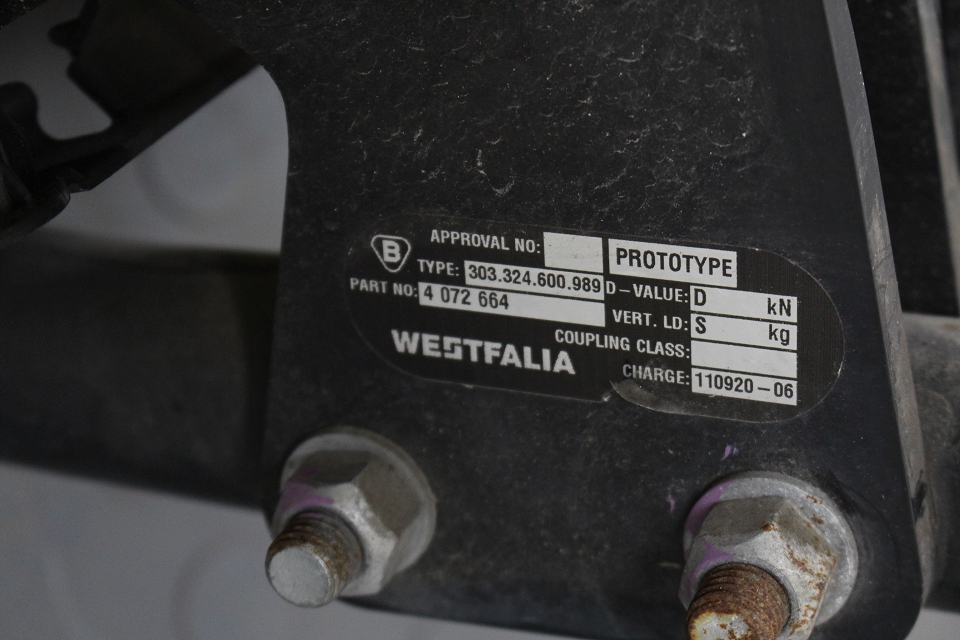 B APPROVAL NO: PROTOTYPE
TYPE: 303.324.600.989 D-VALUE: D kN
PART NO: 4 072 664 VERT. LD: S kg
WESTFALIA COUPLING CLASS:
CHARGE: 110920-06